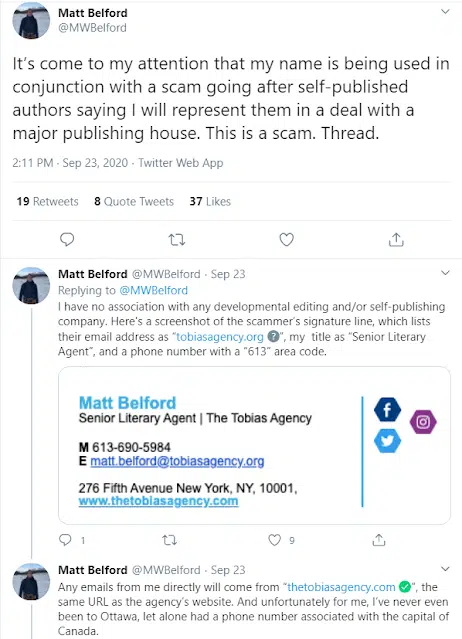 Matt Belford
@MWBelford
It's come to my attention that my name is being used in
conjunction with a scam going after self-published
authors saying I will represent them in a deal with a
major publishing house. This is a scam. Thread.
2:11 PM · Sep 23, 2020 · Twitter Web App
19 Retweets 8 Quote Tweets 37 Likes
Matt Belford @MWBelford · Sep 23
Replying to @MWBelford
I have no association with any developmental editing and/or self-publishing
company. Here's a screenshot of the scammer's signature line, which lists
their email address as "tobiasagency.org ?", my title as "Senior Literary
Agent", and a phone number with a "613" area code.
Matt Belford
Senior Literary Agent | The Tobias Agency
M 613-690-5984
E matt.belford@tobiasagency.org
276 Fifth Avenue New York, NY, 10001,
www.thetobiasagency.com
1 9
Matt Belford @MWBelford · Sep 23
Any emails from me directly will come from "thetobiasagency.com ✅", the
same URL as the agency's website. And unfortunately for me, I've never even
been to Ottawa, let alone had a phone number associated with the capital of
Canada.